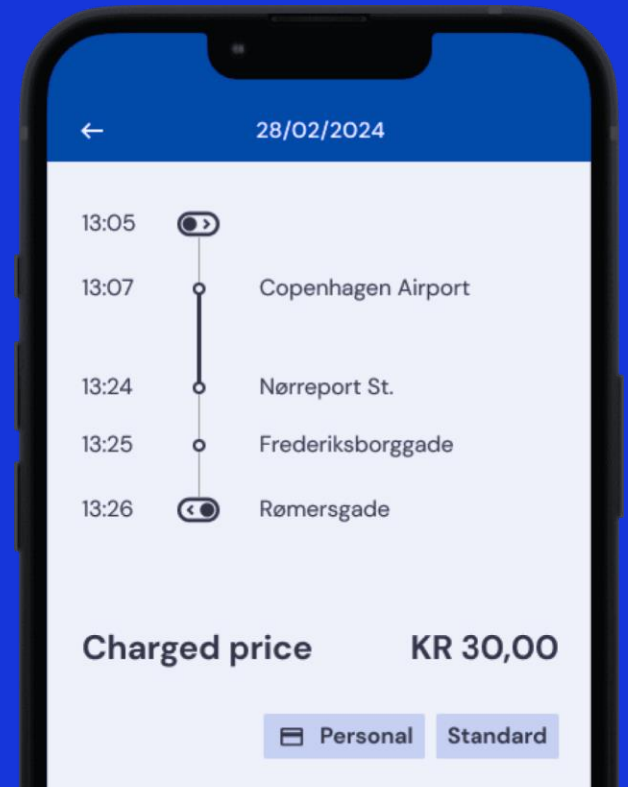 28/02/2024
13:05
13:07 Copenhagen Airport
13:24 Nørreport St.
13:25 Frederiksborggade
13:26 Rømersgade
Charged price KR 30,00
Personal Standard